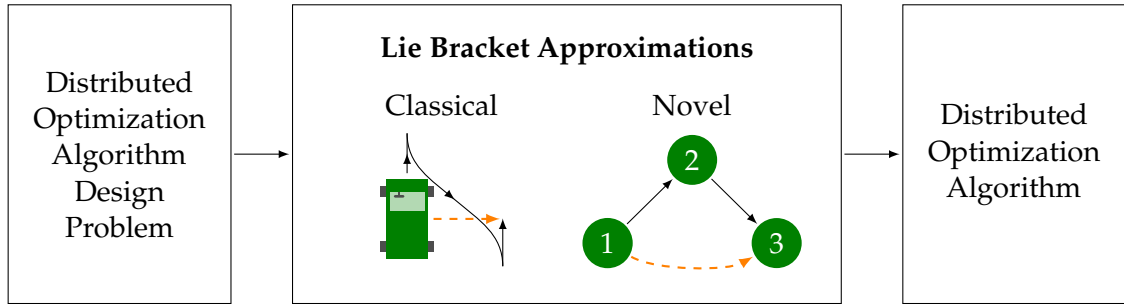 Distributed
Optimization
Algorithm
Design
Problem
Lie Bracket Approximations
Classical
Novel
1
2
3
Distributed
Optimization
Algorithm